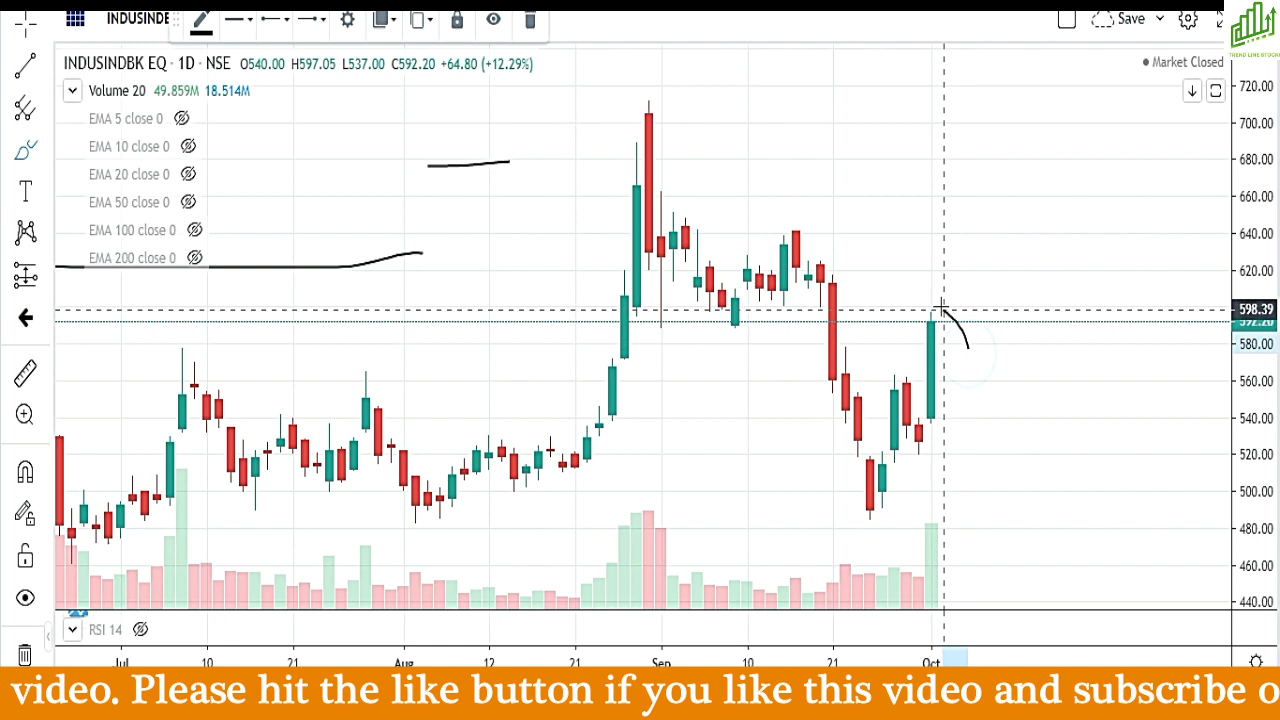 INDUSINDE
Save
TREND LINE STOCKS
INDUSINDBK EQ · 1D · NSE O540.00 H597.05 L537.00 C592.20 +64.80 (+12.29%)
Market Closed
Volume 20 49.859M 18.514M
EMA 5 close 0
EMA 10 close 0
EMA 20 close 0
EMA 50 close 0
EMA 100 close 0
EMA 200 close 0
720.00
700.00
680.00
660.00
640.00
620.00
598.39
592.20
580.00
560.00
540.00
520.00
500.00
480.00
460.00
440.00
RSI 14
Jul 10 21 Aug 12 21 Sep 10 21 Oct
video. Please hit the like button if you like this video and subscribe o